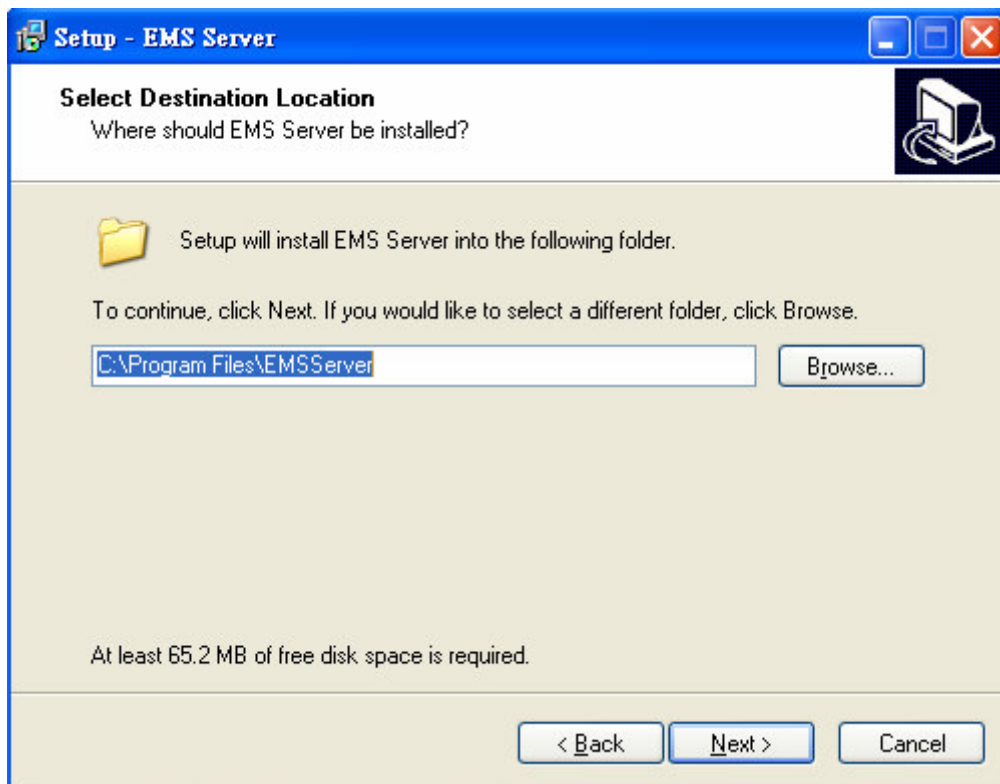 Setup - EMS Server
Select Destination Location
Where should EMS Server be installed?
Setup will install EMS Server into the following folder.
To continue, click Next. If you would like to select a different folder, click Browse.
C:\Program Files\EMSServer
Browse...
At least 65.2 MB of free disk space is required.
< Back
Next >
Cancel